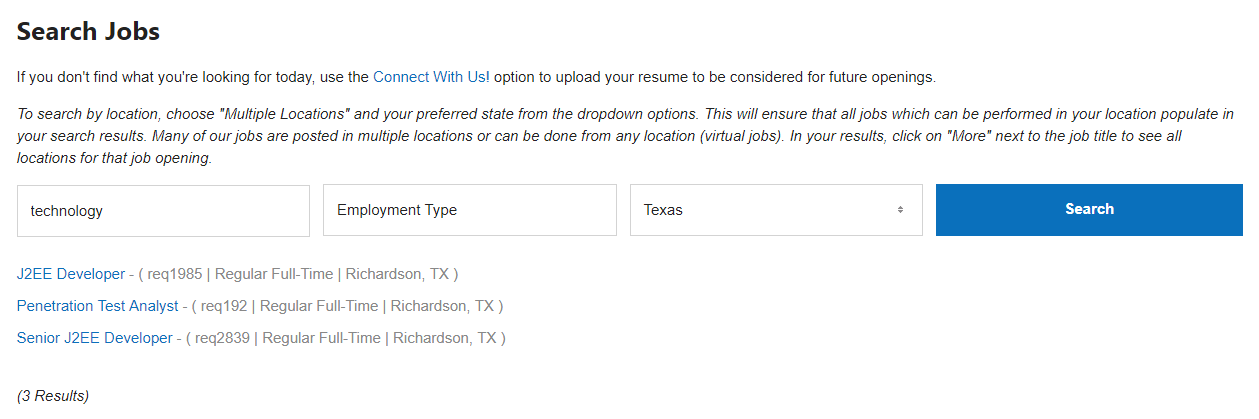 Search Jobs
If you don't find what you're looking for today, use the Connect With Us! option to upload your resume to be considered for future openings.
To search by location, choose "Multiple Locations" and your preferred state from the dropdown options. This will ensure that all jobs which can be performed in your location populate in
your search results. Many of our jobs are posted in multiple locations or can be done from any location (virtual jobs). In your results, click on "More" next to the job title to see all
locations for that job opening.
technology
Employment Type
Texas
Search
J2EE Developer - ( req1985 | Regular Full-Time | Richardson, TX )
Penetration Test Analyst - ( req192 | Regular Full-Time | Richardson, TX )
Senior J2EE Developer - ( req2839 | Regular Full-Time | Richardson, TX )
(3 Results)